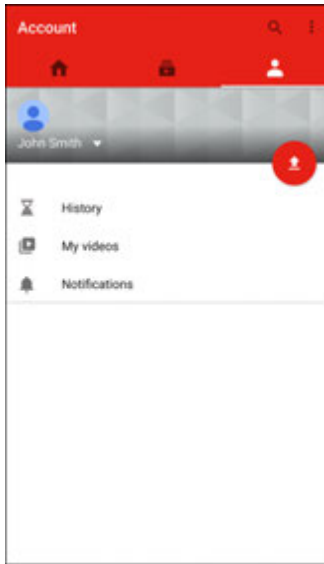 Account
John Smith
History
My videos
Notifications